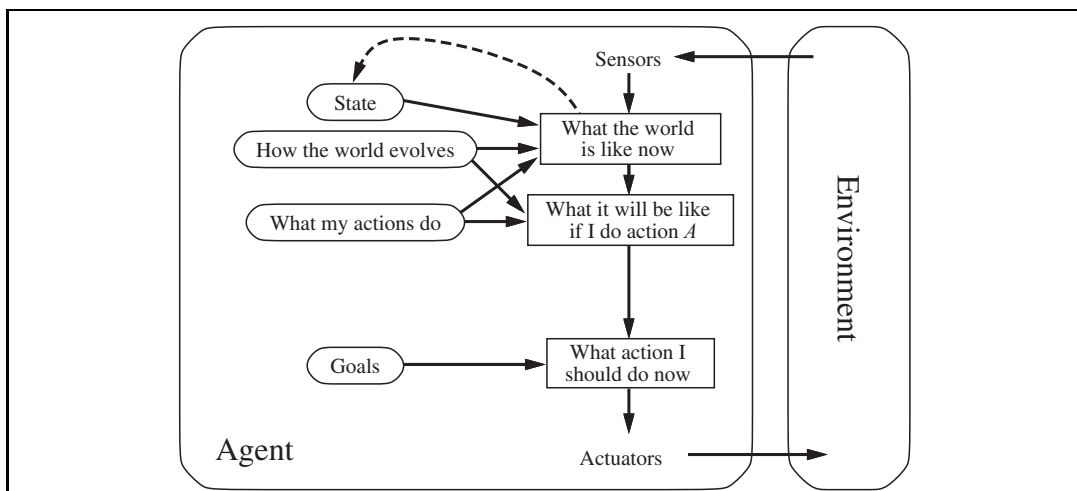 Sensors
State
What the world
is like now
How the world evolves
What my actions do
What it will be like
if I do action A
Goals
What action I
should do now
Agent
Actuators
Environment